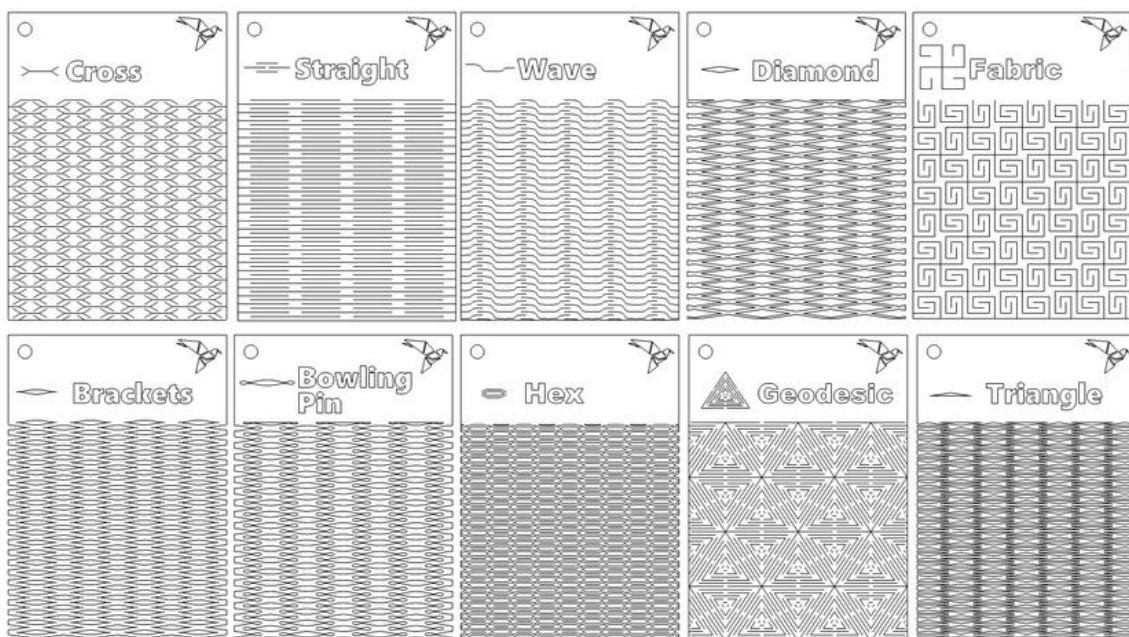 Cross
Straight
Wave
Diamond
Fabric
Brackets
Bowling
Pin
Hex
Geodesic
Triangle